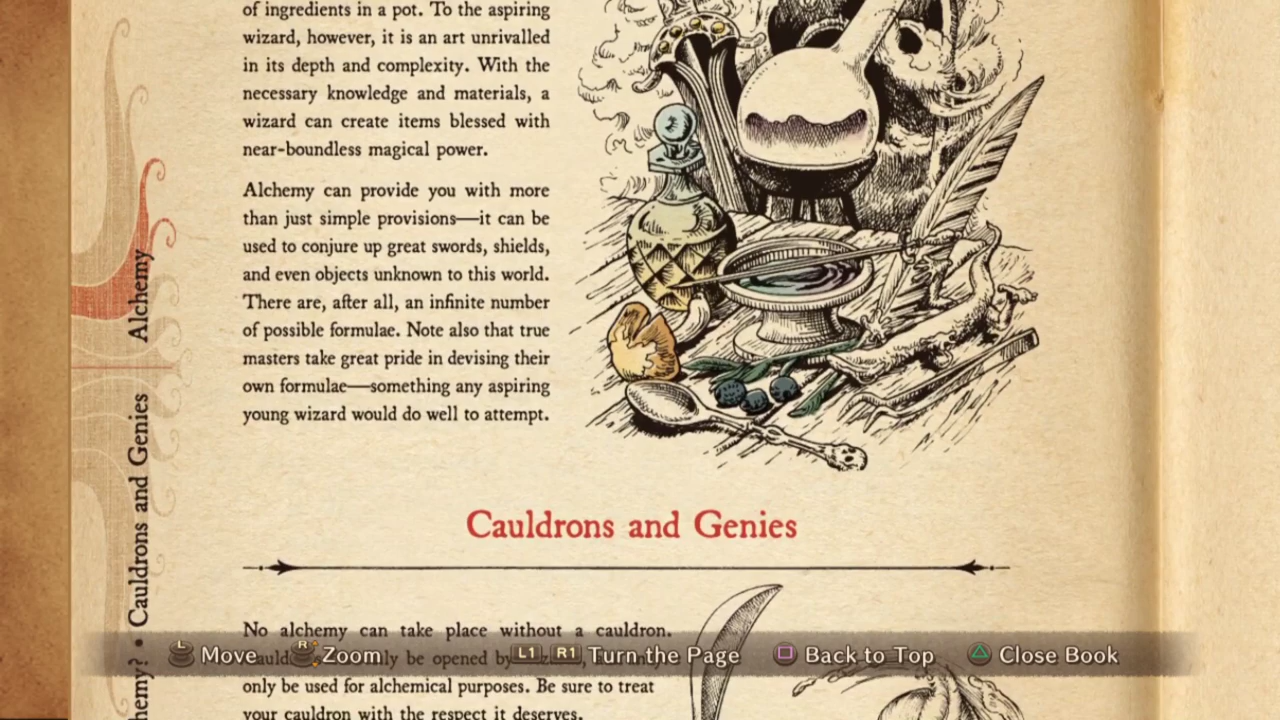 of ingredients in a pot. To the aspiring
wizard, however, it is an art unrivalled
in its depth and complexity. With the
necessary knowledge and materials, a
wizard can create items blessed with
near-boundless magical power.
Alchemy can provide you with more
than just simple provisions—it can be
used to conjure up great swords, shields,
and even objects unknown to this world.
There are, after all, an infinite number
of possible formulae. Note also that true
masters take great pride in devising their
own formulae—something any aspiring
young wizard would do well to attempt.
Cauldrons and Genies
No alchemy can take place without a cauldron.
only be opened by
only be used for alchemical purposes. Be sure to treat
your cauldron with the respect it deserves.
L Move R Zoom L1 R1 Turn the Page Back to Top Close Book
hemy? • Cauldrons and Genies Alchemy